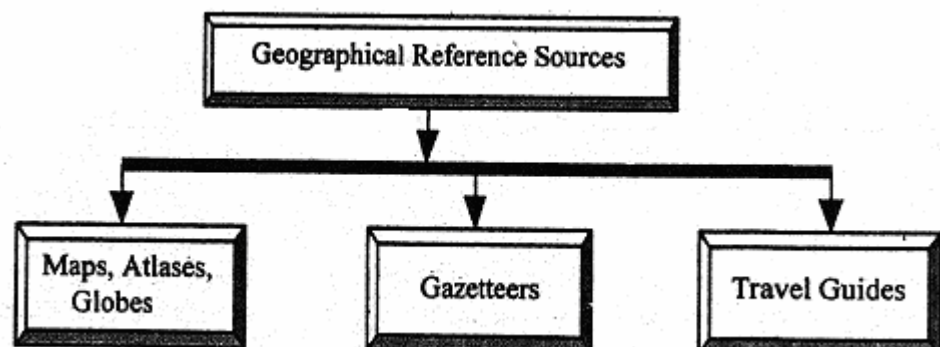 Geographical Reference Sources
Maps, Atlases,
Globes
Gazetteers
Travel Guides